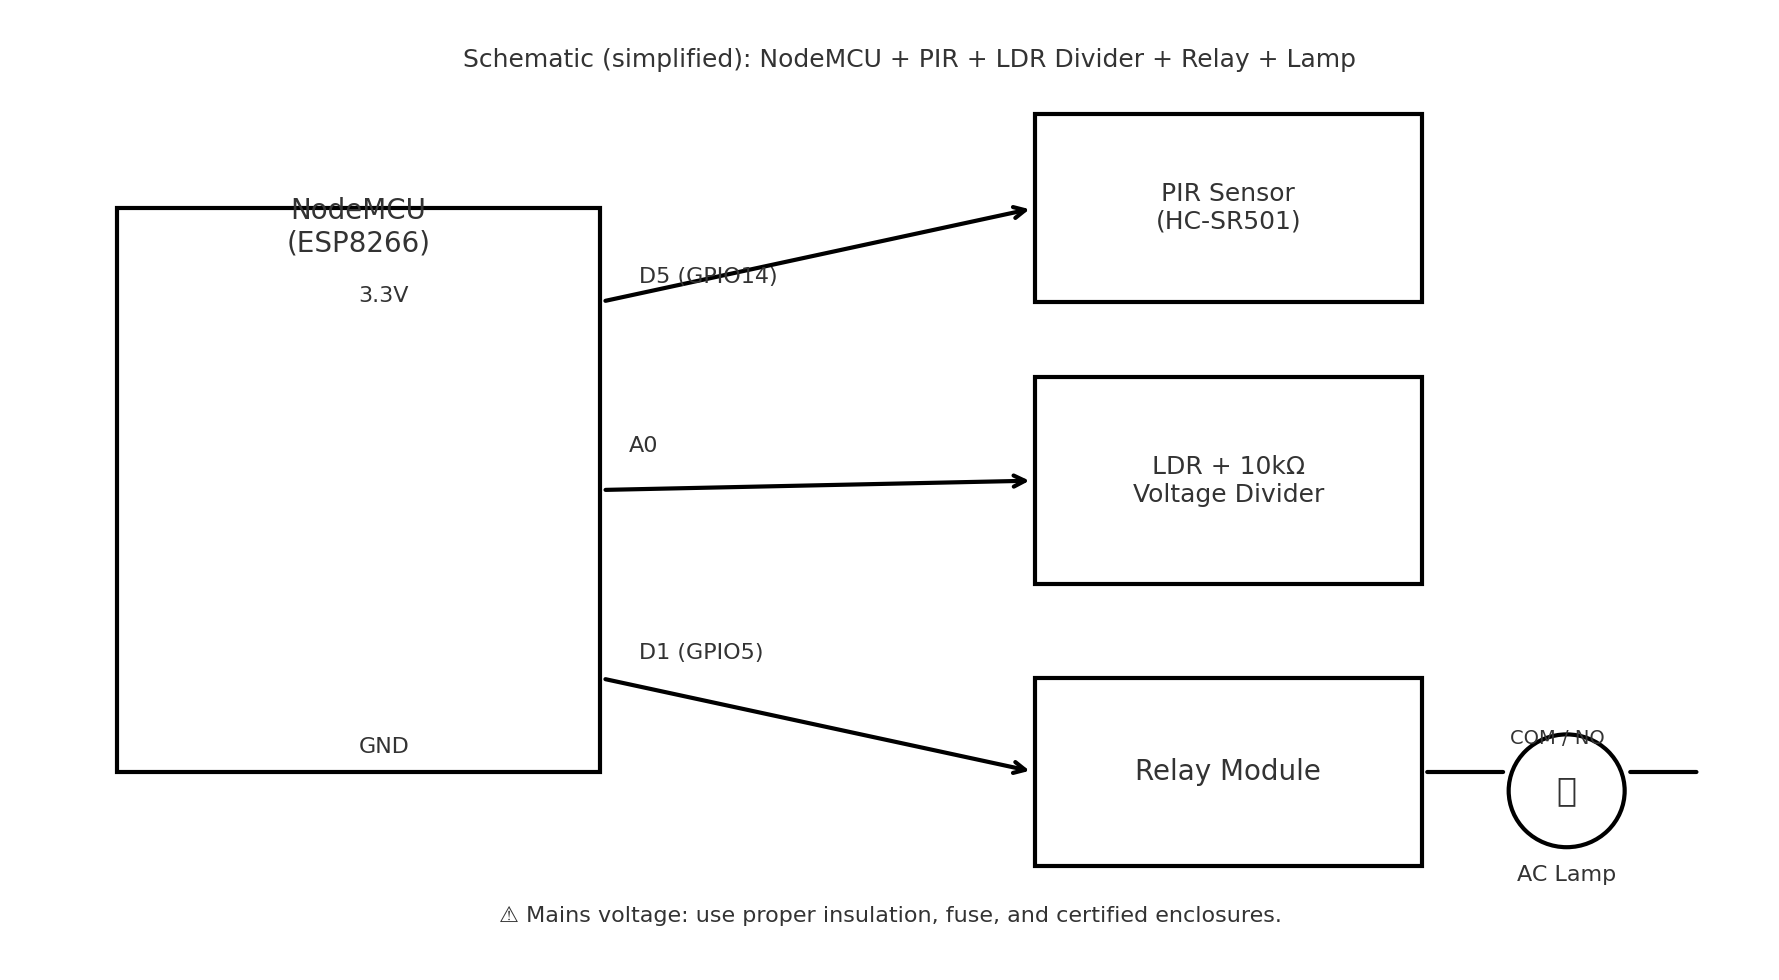 Schematic (simplified): NodeMCU + PIR + LDR Divider + Relay + Lamp
NodeMCU
(ESP8266)
3.3V
GND
D5 (GPIO14)
A0
D1 (GPIO5)
PIR Sensor
(HC-SR501)
LDR + 10kΩ
Voltage Divider
Relay Module
COM / NO
AC Lamp
⚠ Mains voltage: use proper insulation, fuse, and certified enclosures.